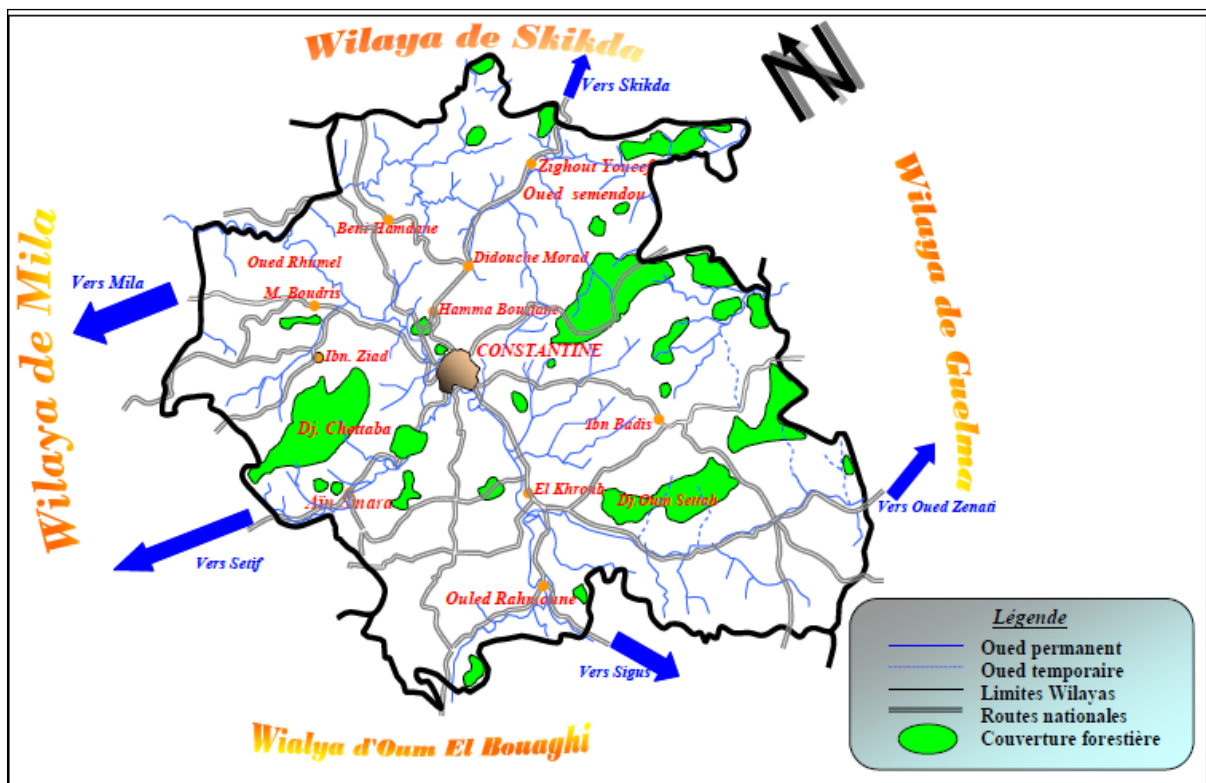 Wilaya de Skikda
Vers Skikda
Zighout Youcef
Oued semendou
Wilaya de Guelma
Wilaya de Mila
Beni Hamdane
Oued Rhumel
Didouche Morad
Vers Mila
M. Boudris
Hamma Bouziane
Ibn. Ziad
CONSTANTINE
Dj. Chettaba
Ibn Badis
El Khroub
Dj.Oum Settah
Aïn Smara
Vers Oued Zenati
Vers Setif
Ouled Rahmoune
Vers Sigus
Wialya d'Oum El Bouaghi
N
Légende
Oued permanent
Oued temporaire
Limites Wilayas
Routes nationales
Couverture forestière